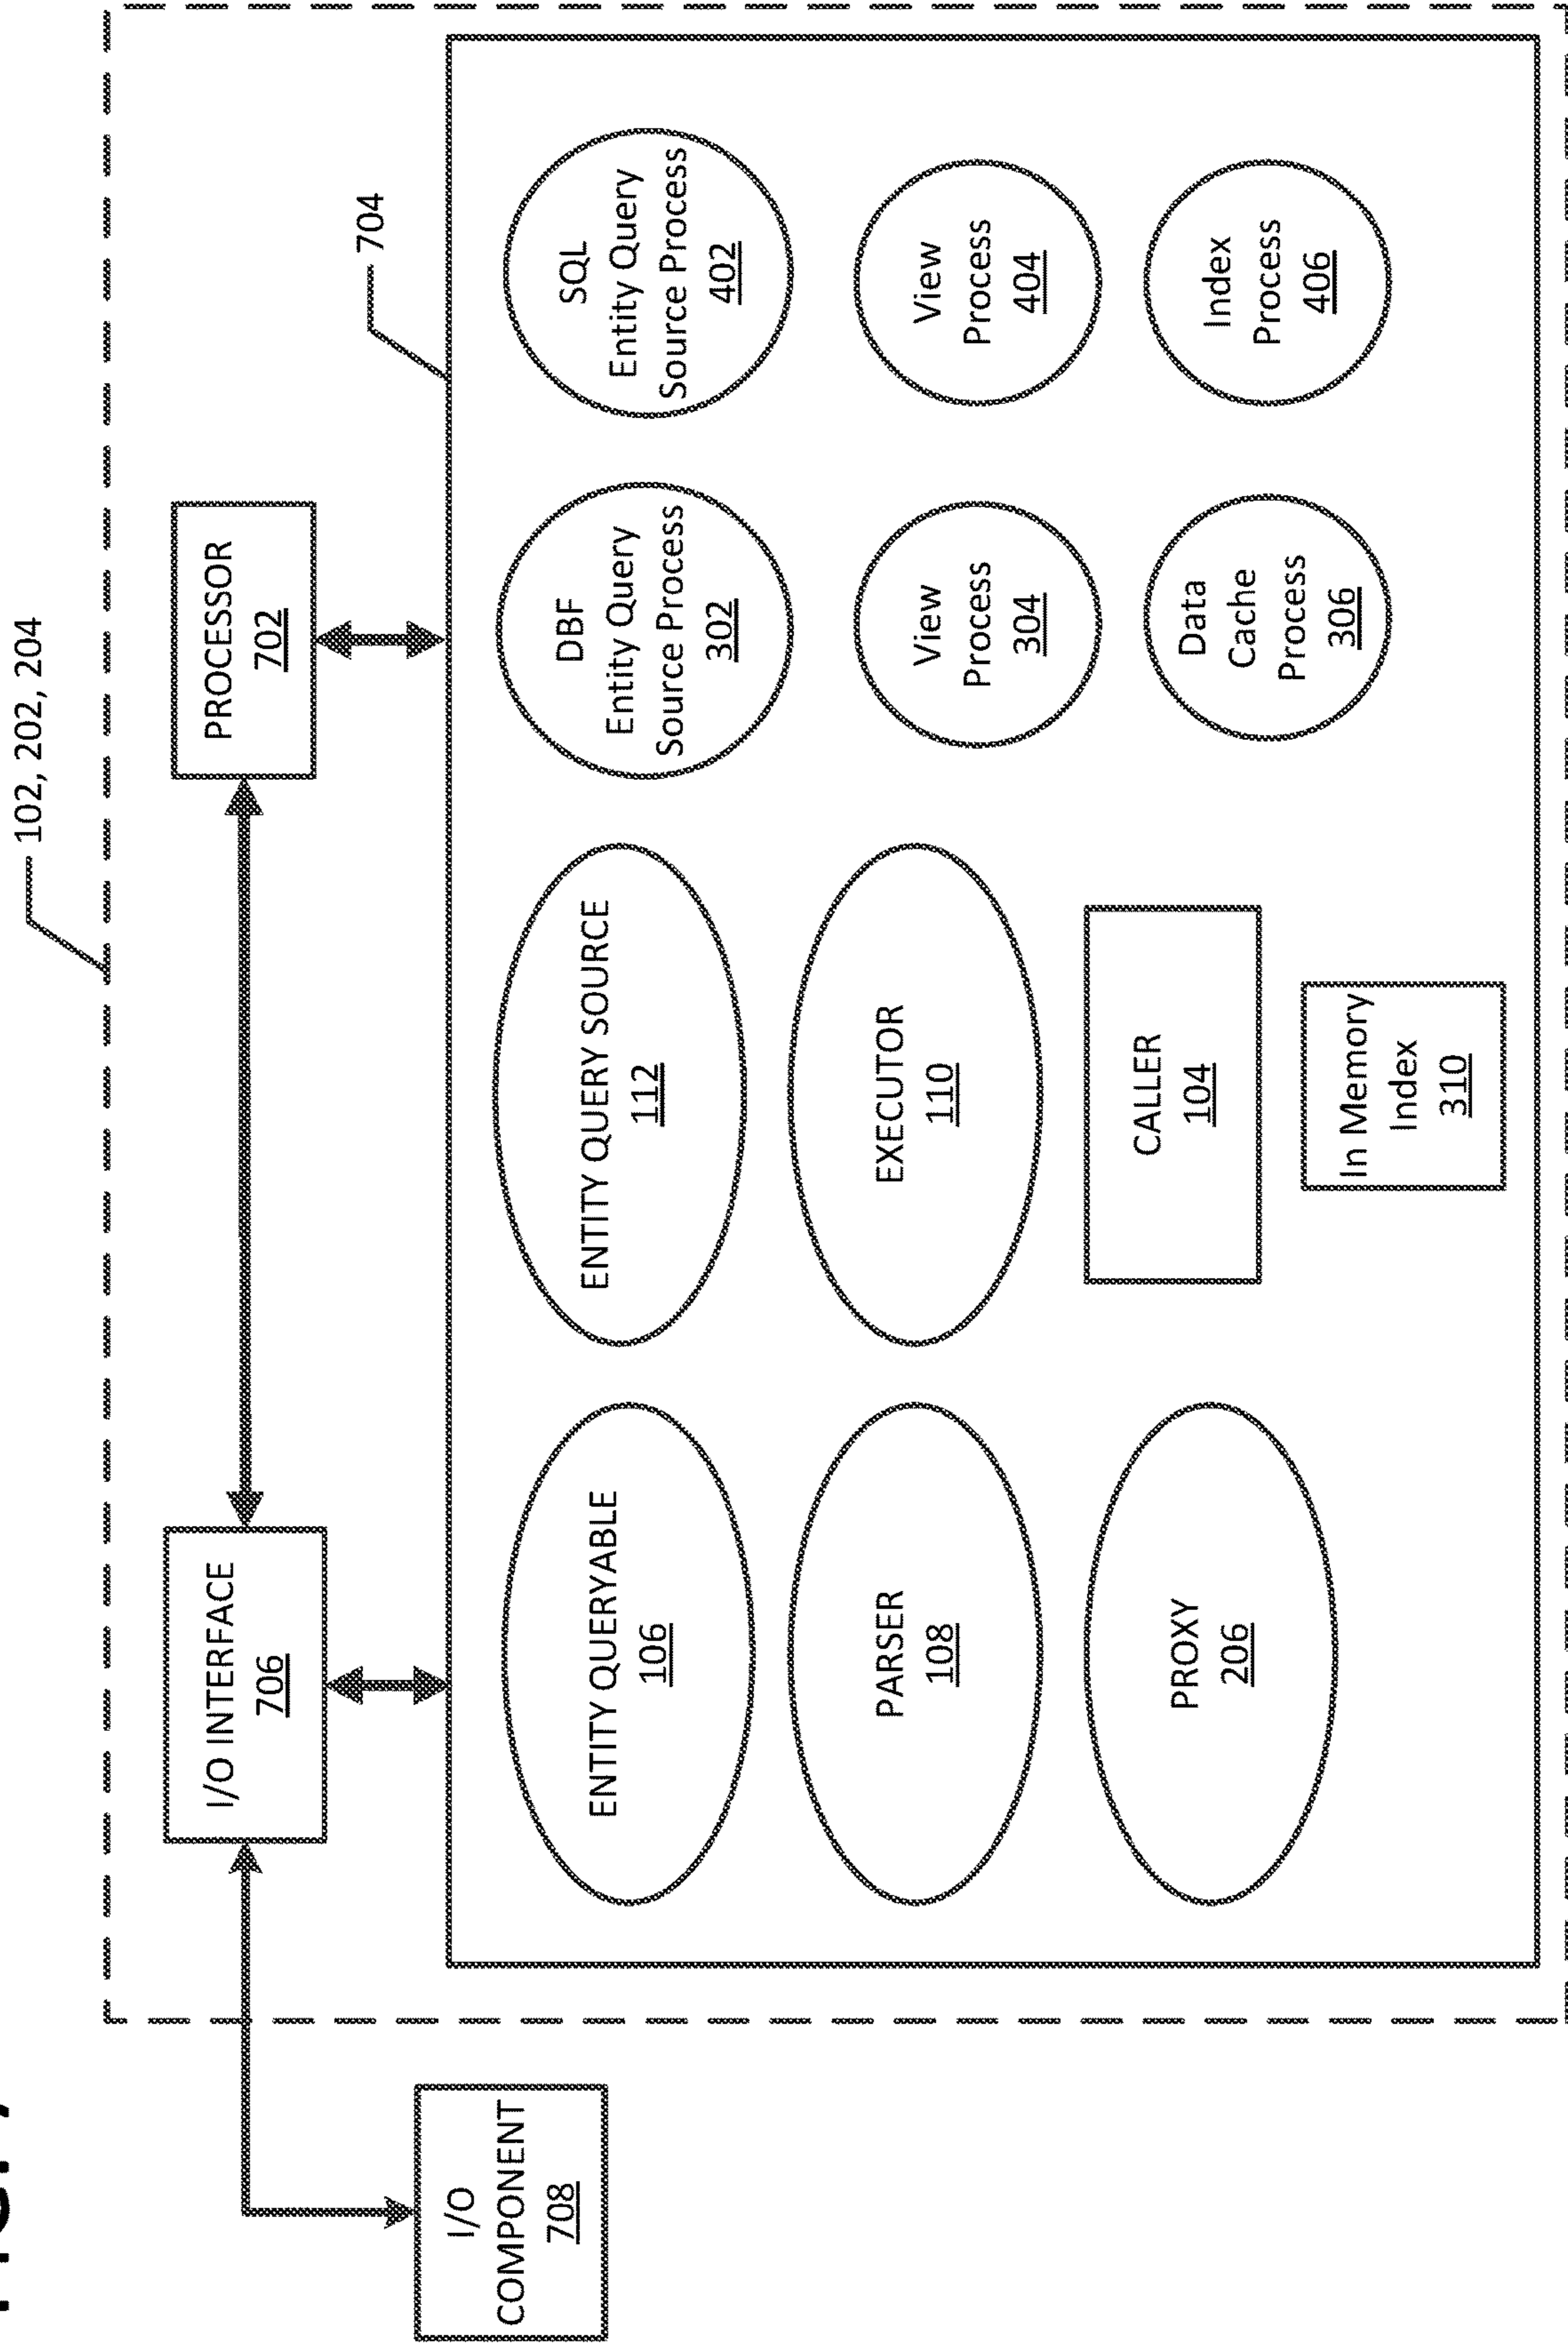 102, 202, 204
I/O
COMPONENT
708
I/O INTERFACE
706
PROCESSOR
702
704
ENTITY QUERYABLE
106
ENTITY QUERY SOURCE
112
DBF
Entity Query
Source Process
302
SQL
Entity Query
Source Process
402
PARSER
108
EXECUTOR
110
View
Process
304
View
Process
404
PROXY
206
CALLER
104
Data
Cache
Process
306
Index
Process
406
In Memory
Index
310